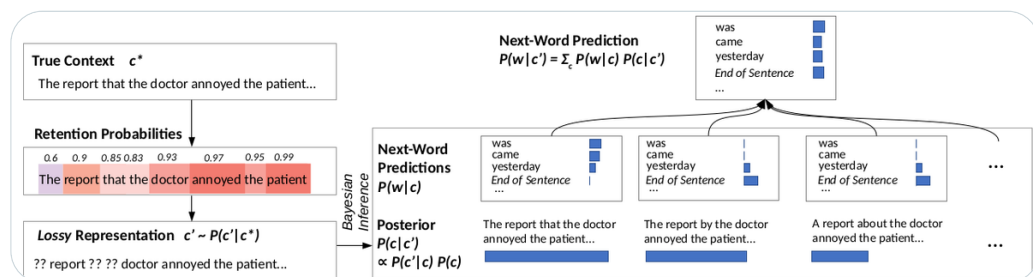 True Context c*
The report that the doctor annoyed the patient...
Retention Probabilities
0.6 0.9 0.85 0.83 0.93 0.97 0.95 0.99
The report that the doctor annoyed the patient
Lossy Representation c' ~ P(c'|c*)
?? report ?? ?? doctor annoyed the patient...
Bayesian
Inference
Next-Word Prediction
P(w|c') = Σc P(w|c) P(c|c')
was
came
yesterday
End of Sentence
...
Next-Word
Predictions
P(w|c)
was
came
yesterday
End of Sentence
...
was
came
yesterday
End of Sentence
...
was
came
yesterday
End of Sentence
...
...
Posterior
P(c|c')
∝ P(c'|c) P(c)
The report that the doctor
annoyed the patient...
The report by the doctor
annoyed the patient...
A report about the doctor
annoyed the patient...
...